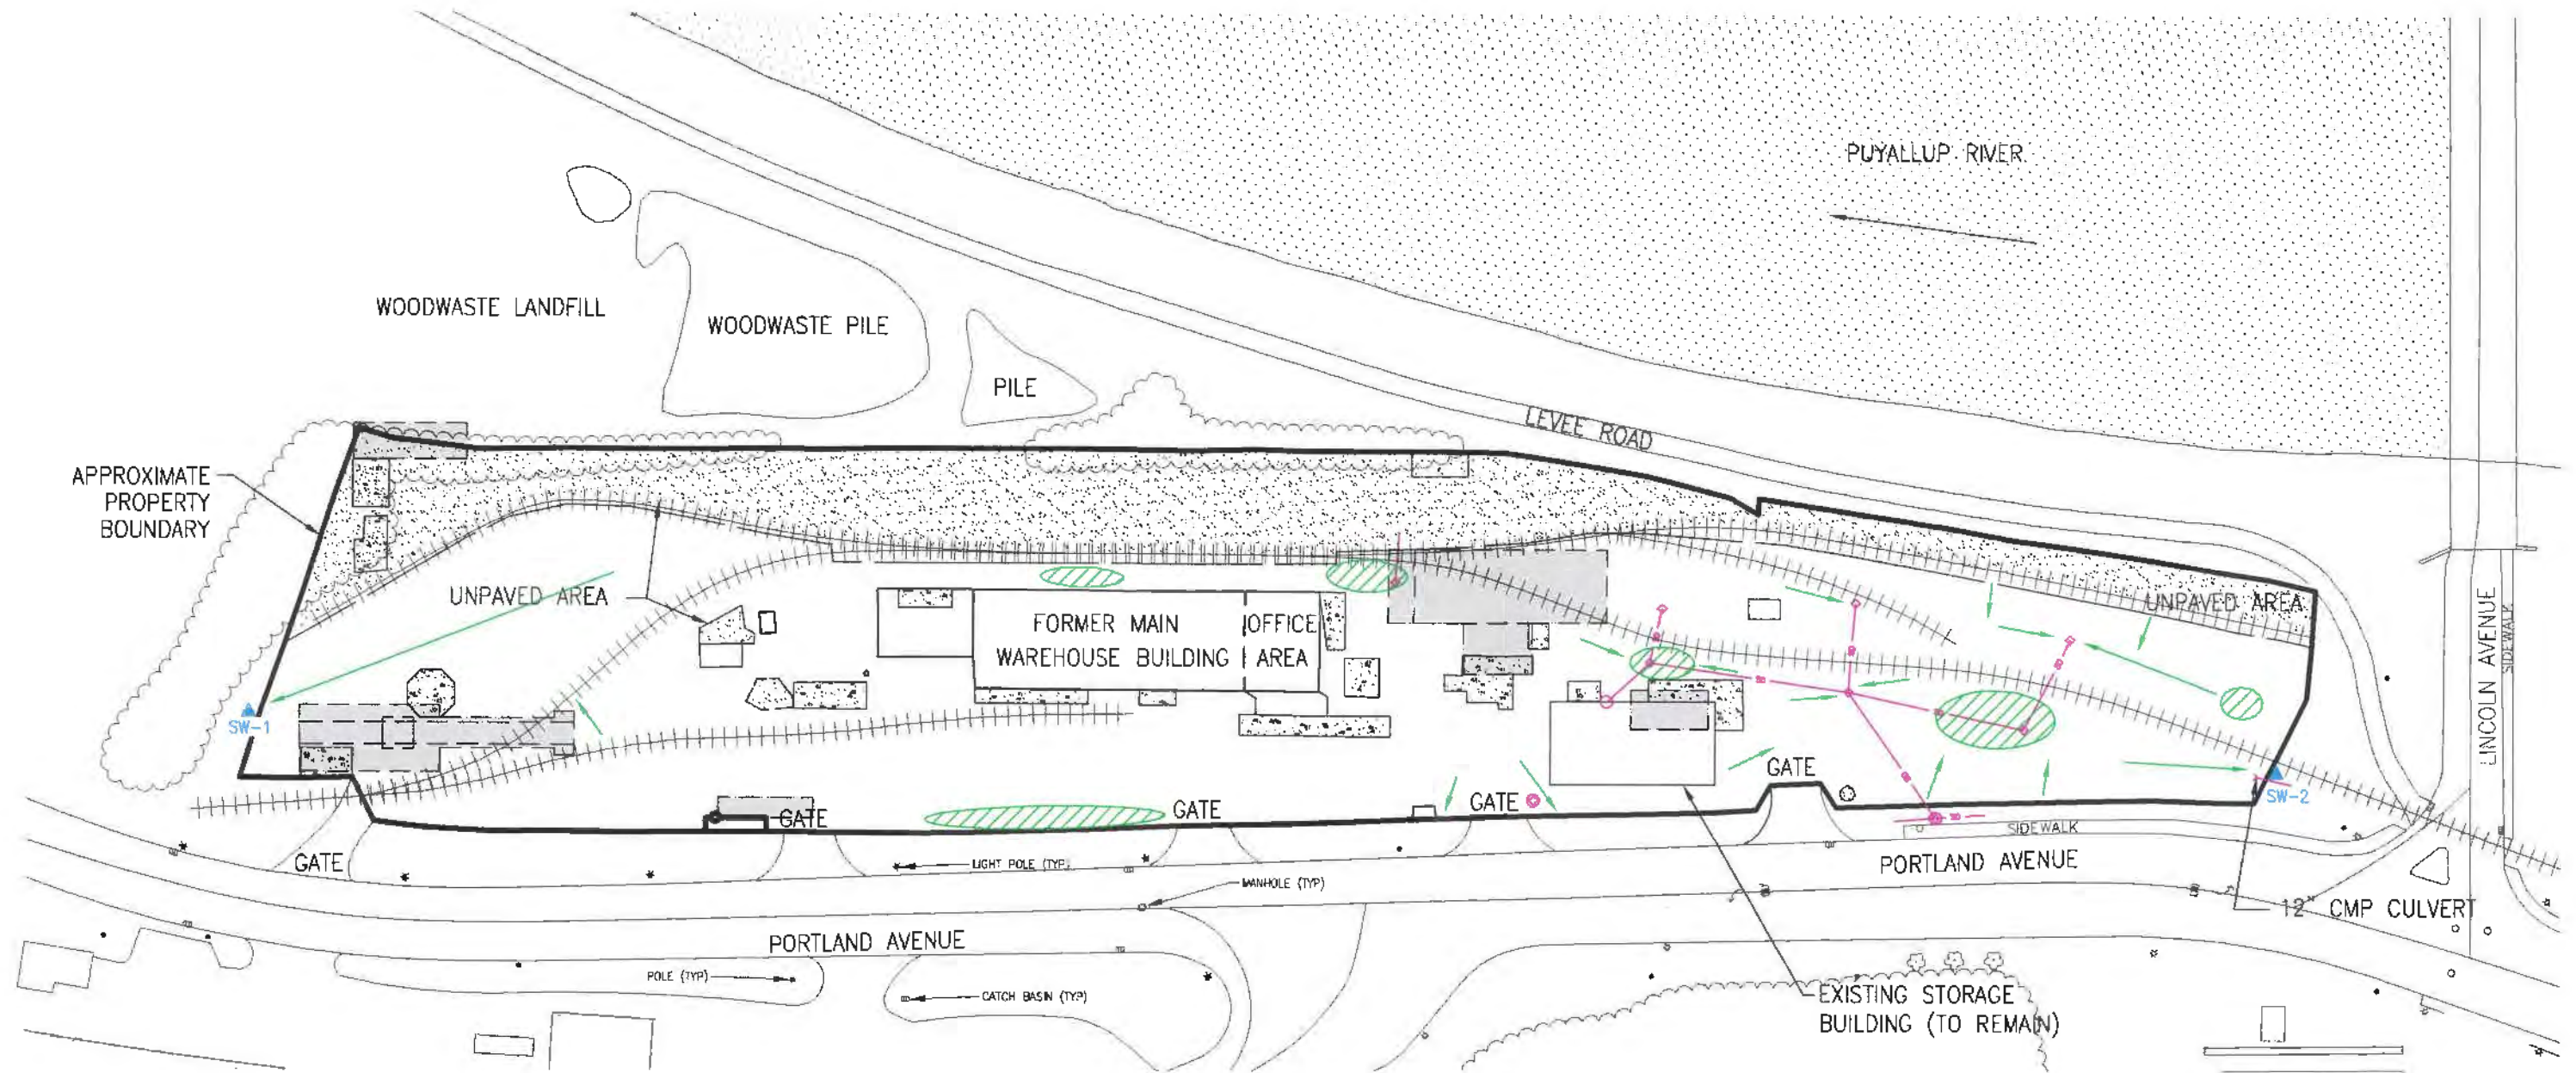 PUYALLUP RIVER
WOODWASTE LANDFILL
WOODWASTE PILE
PILE
LEVEE ROAD
APPROXIMATE
PROPERTY
BOUNDARY
UNPAVED AREA
FORMER MAIN
WAREHOUSE BUILDING
OFFICE
AREA
UNPAVED AREA
LINCOLN AVENUE
SIDEWALK
SW-1
SW-2
GATE
GATE
GATE
GATE
GATE
SIDEWALK
LIGHT POLE (TYP)
MANHOLE (TYP)
PORTLAND AVENUE
12" CMP CULVERT
PORTLAND AVENUE
POLE (TYP)
CATCH BASIN (TYP)
EXISTING STORAGE
BUILDING (TO REMAIN)